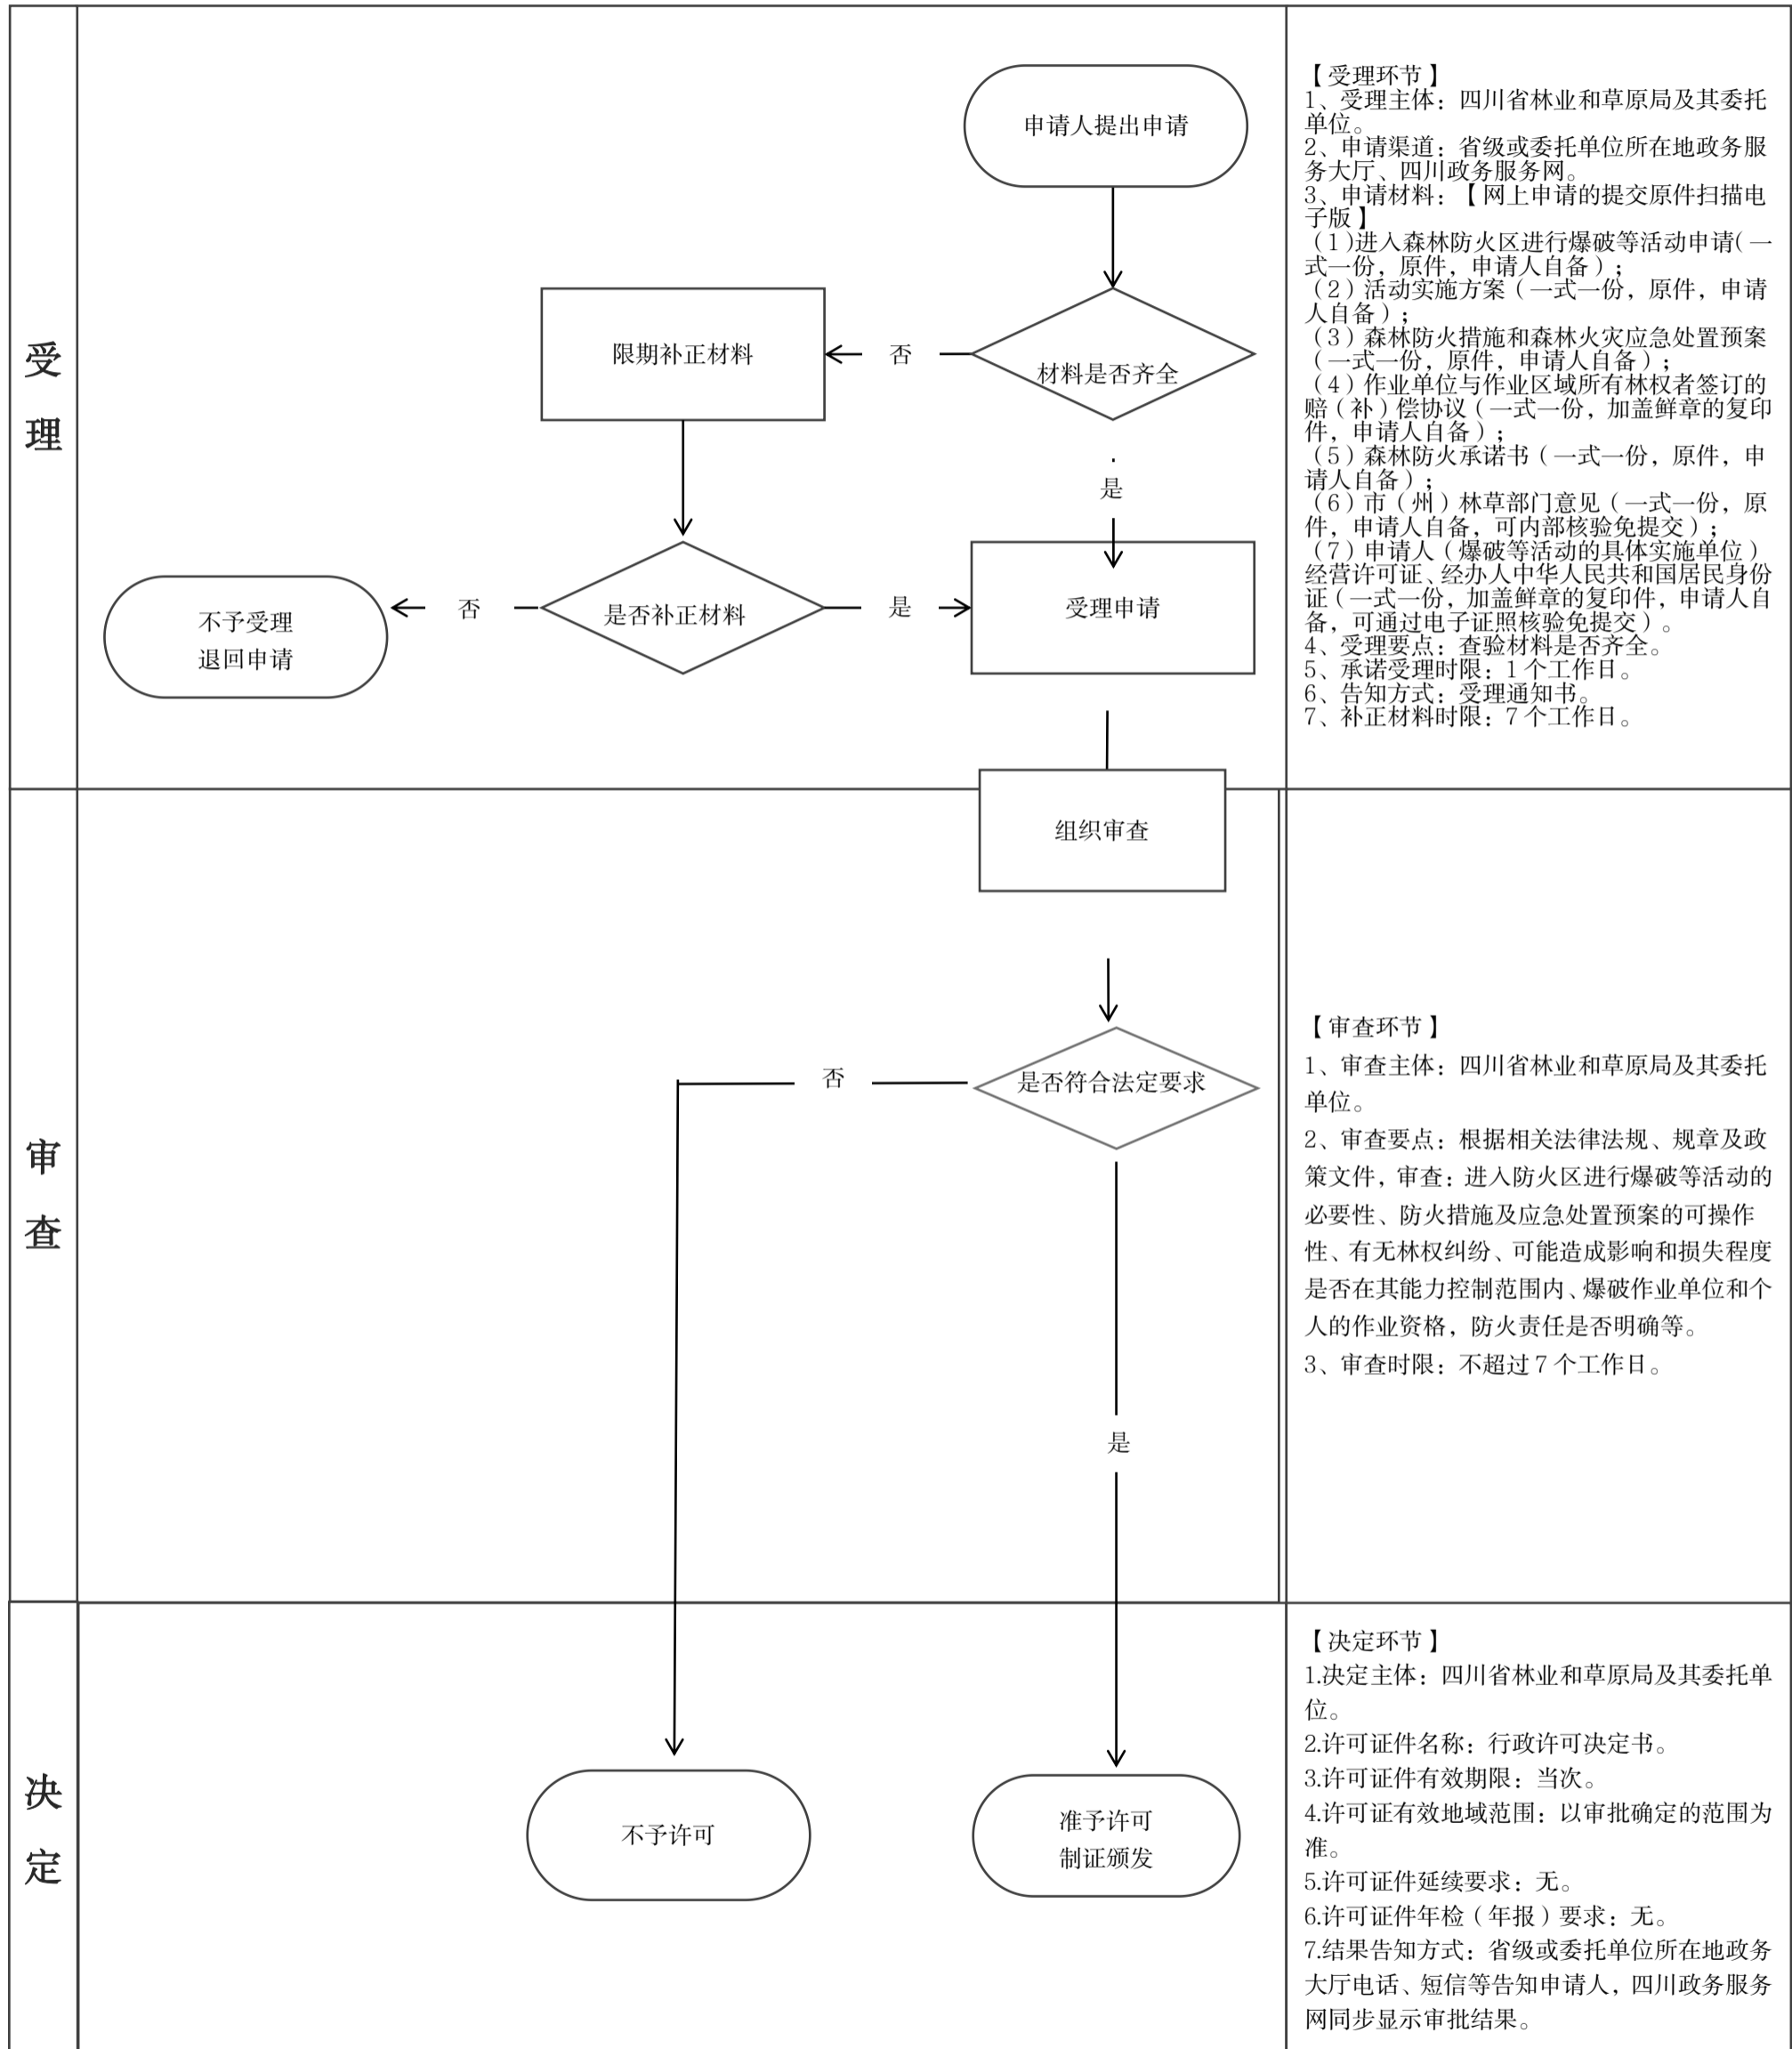 受
理
申请人提出申请
限期补正材料
否
材料是否齐全
是
不予受理
退回申请
否
是否补正材料
是
受理申请
【受理环节】
1、受理主体：四川省林业和草原局及其委托
单位。
2、申请渠道：省级或委托单位所在地政务服
务大厅、四川政务服务网。
3、申请材料：【网上申请的提交原件扫描电
子版】
（1)进入森林防火区进行爆破等活动申请(一
式一份，原件，申请人自备）；
（2）活动实施方案（一式一份，原件，申请
人自备）；
（3）森林防火措施和森林火灾应急处置预案
（一式一份，原件，申请人自备）；
（4）作业单位与作业区域所有林权者签订的
赔（补）偿协议（一式一份，加盖鲜章的复印
件，申请人自备）；
（5）森林防火承诺书（一式一份，原件，申
请人自备）；
（6）市（州）林草部门意见（一式一份，原
件，申请人自备，可内部核验免提交）；
（7）申请人（爆破等活动的具体实施单位）
经营许可证、经办人中华人民共和国居民身份
证（一式一份，加盖鲜章的复印件，申请人自
备，可通过电子证照核验免提交）。
4、受理要点：查验材料是否齐全。
5、承诺受理时限：1 个工作日。
6、告知方式：受理通知书。
7、补正材料时限：7 个工作日。
审
查
组织审查
否
是否符合法定要求
是
【审查环节】
1、审查主体：四川省林业和草原局及其委托
单位。
2、审查要点：根据相关法律法规、规章及政
策文件，审查：进入防火区进行爆破等活动的
必要性、防火措施及应急处置预案的可操作
性、有无林权纠纷、可能造成影响和损失程度
是否在其能力控制范围内、爆破作业单位和个
人的作业资格，防火责任是否明确等。
3、审查时限：不超过 7 个工作日。
决
定
不予许可
准予许可
制证颁发
【决定环节】
1.决定主体：四川省林业和草原局及其委托单
位。
2.许可证件名称：行政许可决定书。
3.许可证件有效期限：当次。
4.许可证有效地域范围：以审批确定的范围为
准。
5.许可证件延续要求：无。
6.许可证件年检（年报）要求：无。
7.结果告知方式：省级或委托单位所在地政务
大厅电话、短信等告知申请人，四川政务服务
网同步显示审批结果。